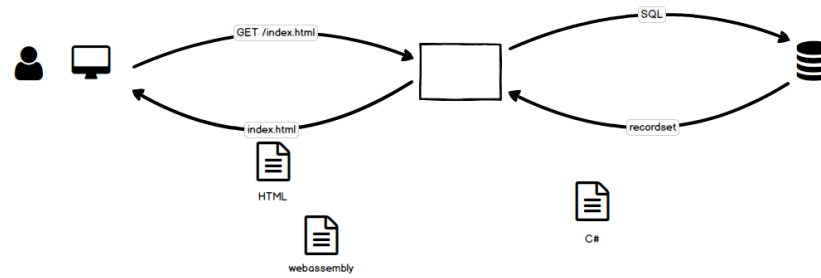 GET /index.html
SQL
index.html
recordset
HTML
C#
webassembly